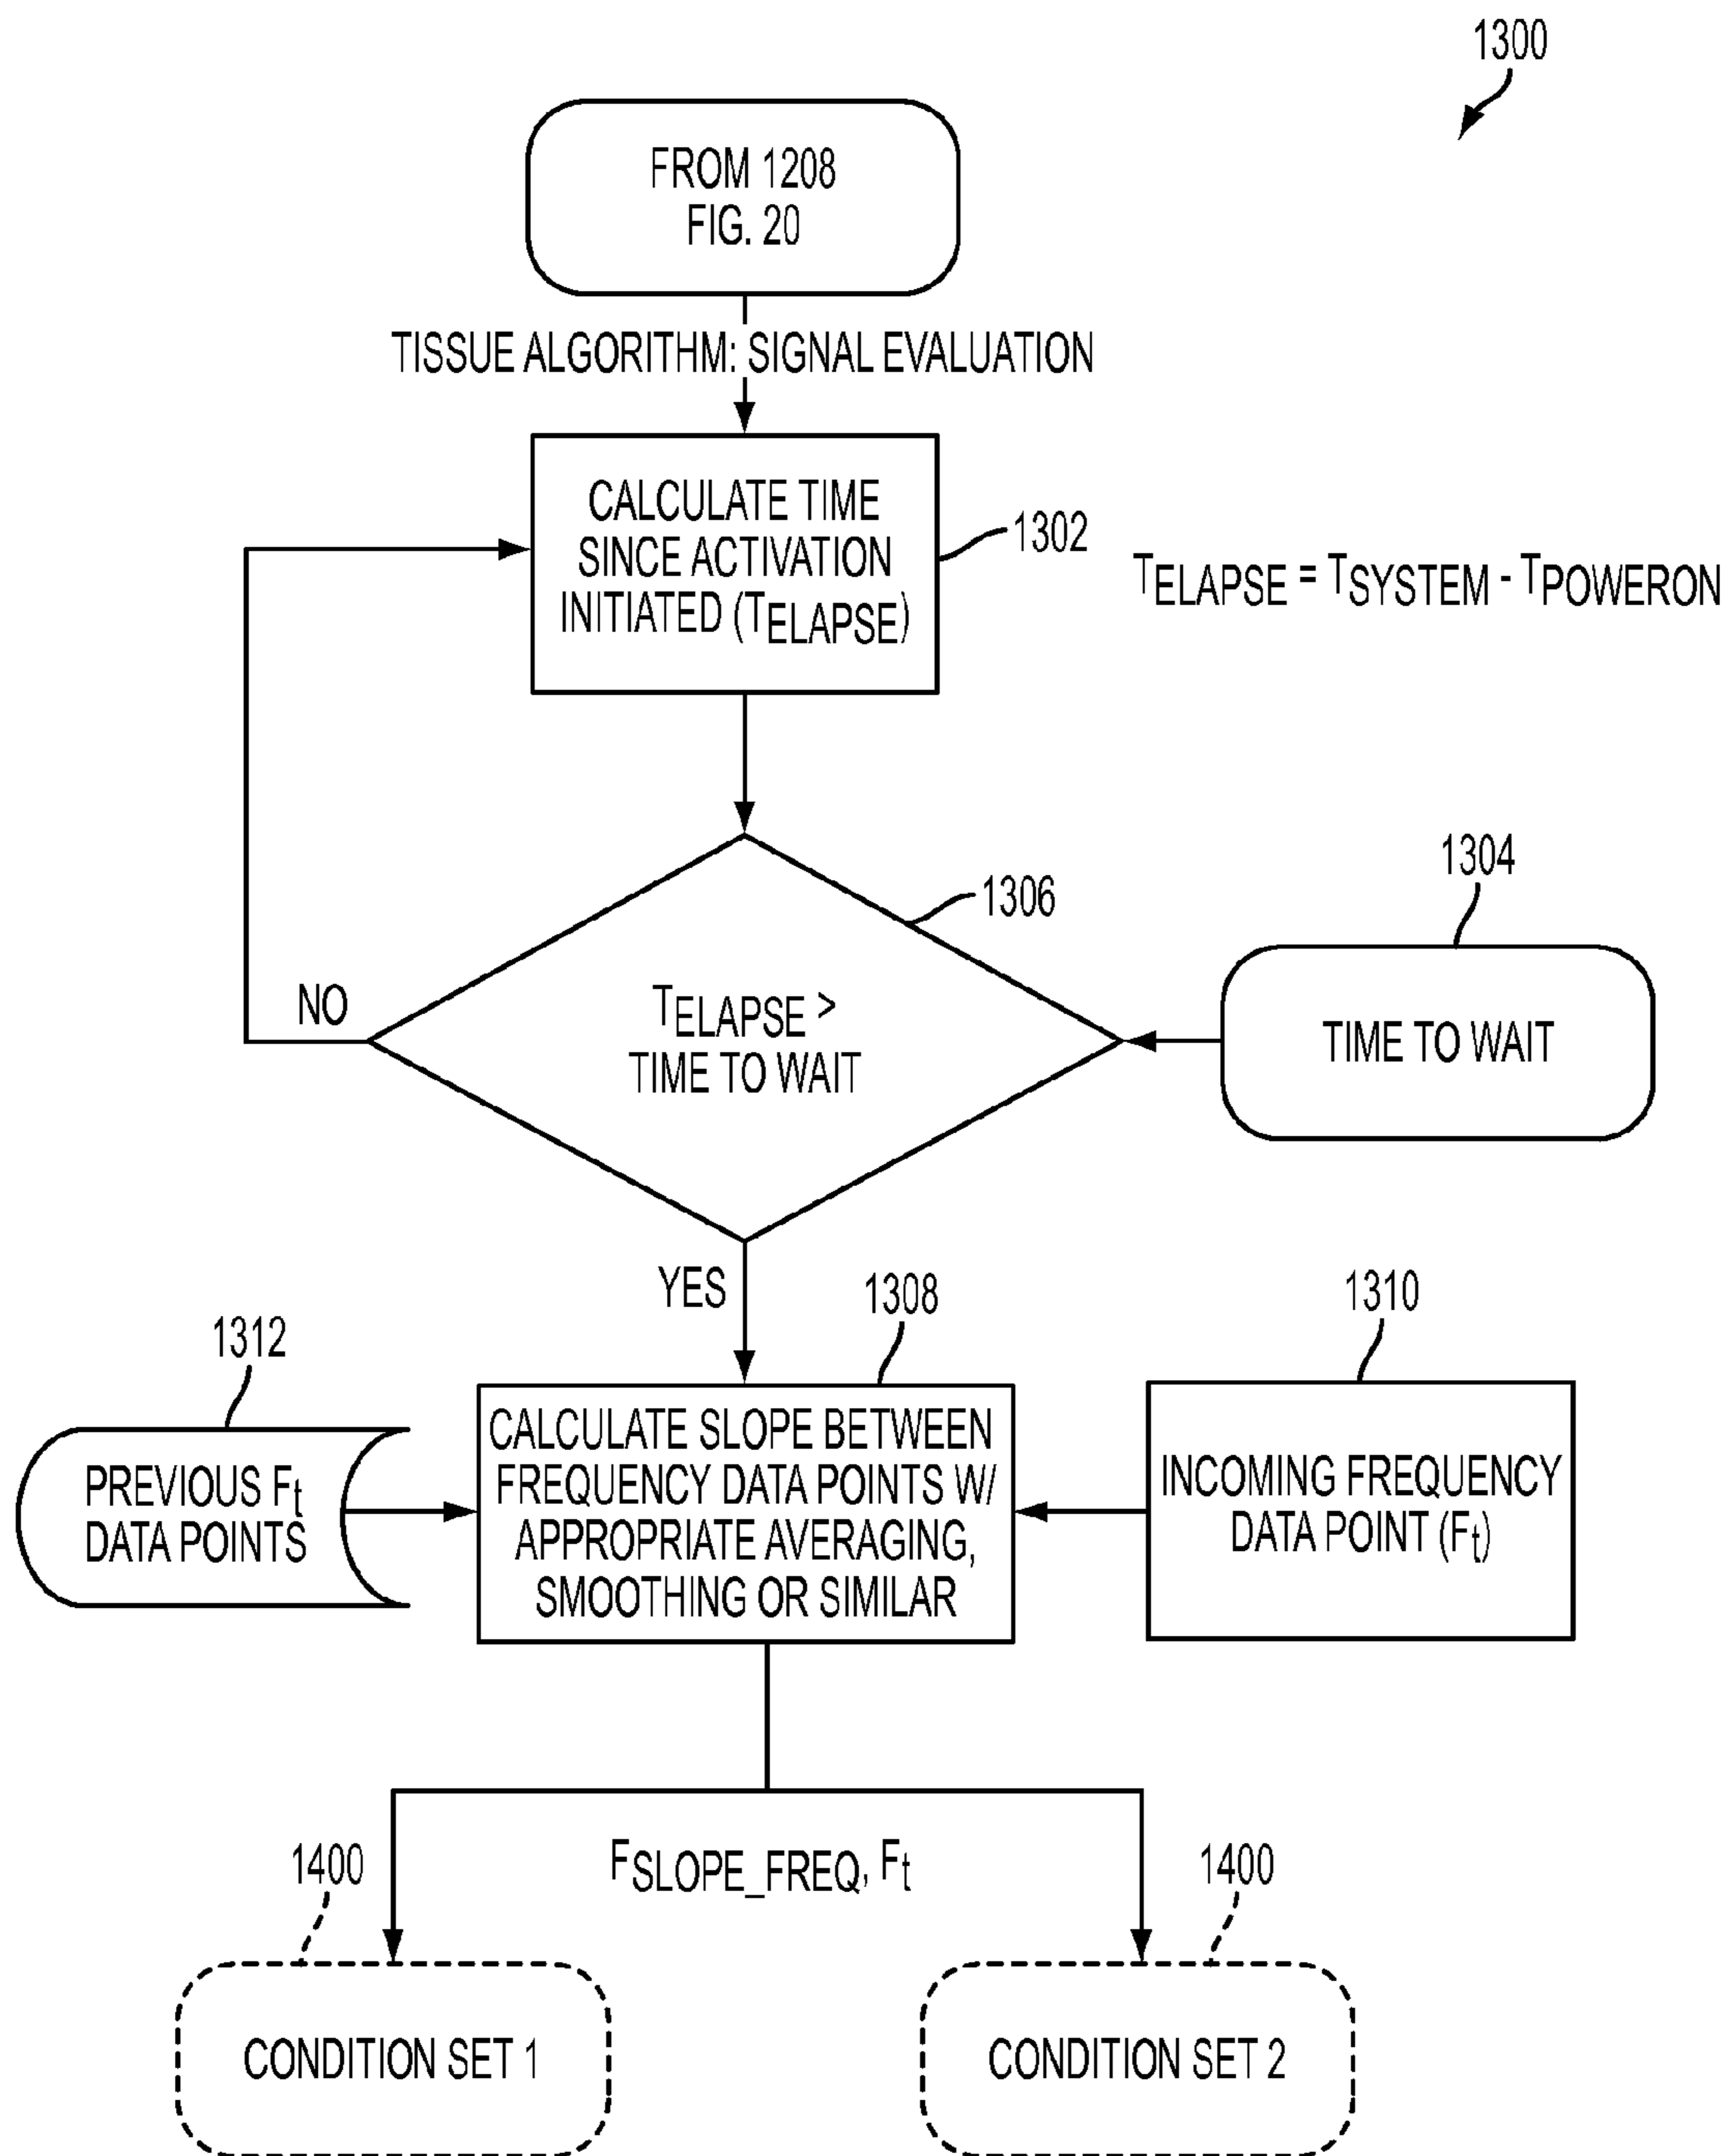 1300
FROM 1208
FIG. 20
TISSUE ALGORITHM: SIGNAL EVALUATION
CALCULATE TIME
SINCE ACTIVATION
INITIATED (TELAPSE)
1302
TELAPSE = TSYSTEM - TPOWERON
1306
1304
NO
TELAPSE >
TIME TO WAIT
TIME TO WAIT
YES
1308
1310
1312
PREVIOUS Ft
DATA POINTS
CALCULATE SLOPE BETWEEN
FREQUENCY DATA POINTS W/
APPROPRIATE AVERAGING,
SMOOTHING OR SIMILAR
INCOMING FREQUENCY
DATA POINT (Ft)
1400
FSLOPE_FREQ, Ft
1400
CONDITION SET 1
CONDITION SET 2